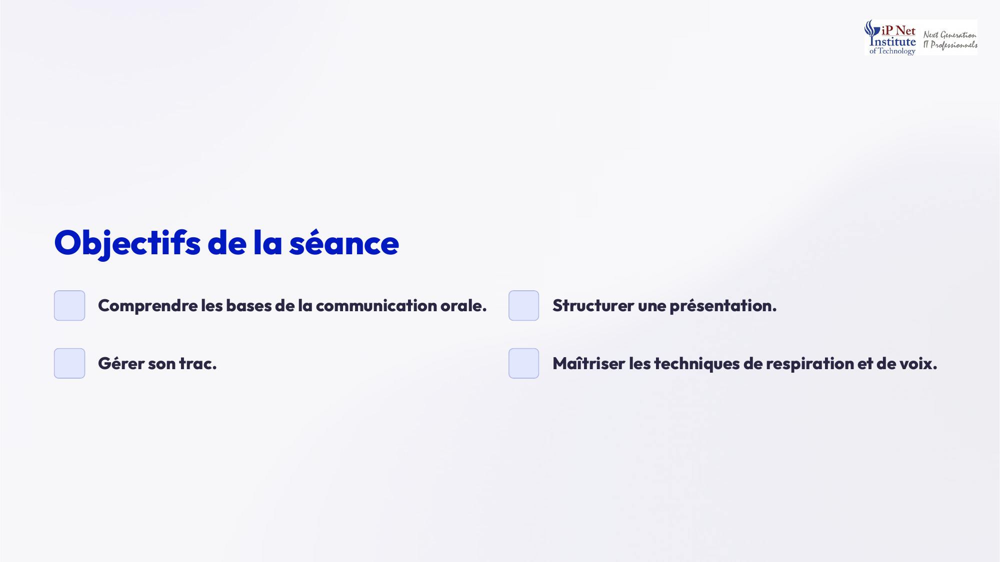 iP Net
Institute
of Technology
Next Generation
IT Professionnels
Objectifs de la séance
Comprendre les bases de la communication orale.
Structurer une présentation.
Gérer son trac.
Maîtriser les techniques de respiration et de voix.